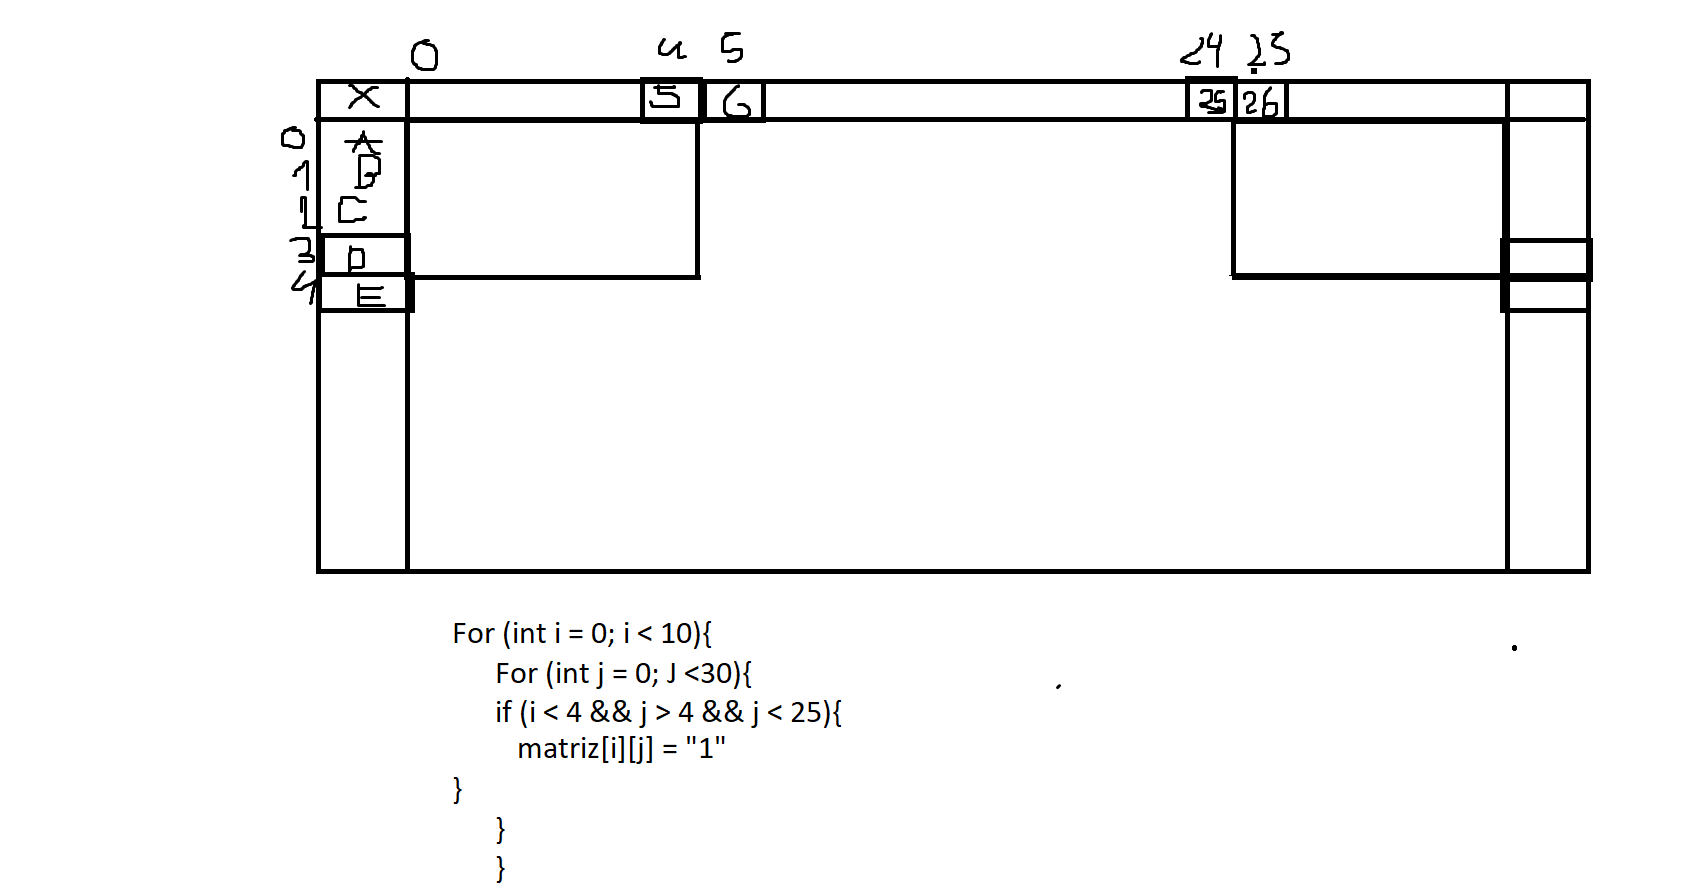 0 4 5 24 25
X 5 6 25 26
0 A
1 B
2 C
3 D
4 E
For (int i = 0; i < 10){
For (int j = 0; J <30){
if (i < 4 && j > 4 && j < 25){
matriz[i][j] = "1"
}
}
}